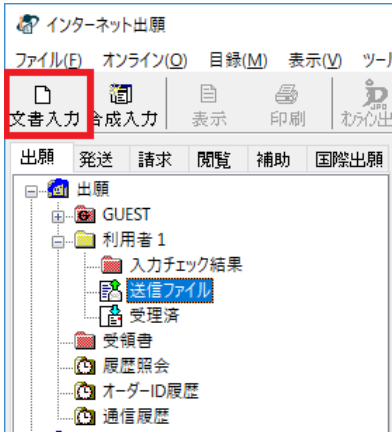 インターネット出願
ファイル(F) オンライン(O) 目録(M) 表示(V) ツール
文書入力 合成入力 表示 印刷
出願 発送 請求 閲覧 補助 国際出願
出願
GUEST
利用者1
入力チェック結果
送信ファイル
受理済
受領書
履歴照会
オーダーID履歴
通信履歴